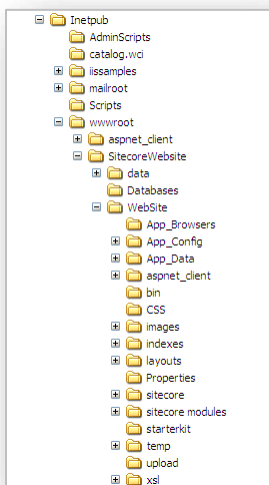 Inetpub
AdminScripts
catalog.wci
iissamples
mailroot
Scripts
wwwroot
aspnet_client
SitecoreWebsite
data
Databases
WebSite
App_Browsers
App_Config
App_Data
aspnet_client
bin
CSS
images
indexes
layouts
Properties
sitecore
sitecore modules
starterkit
temp
upload
xsl